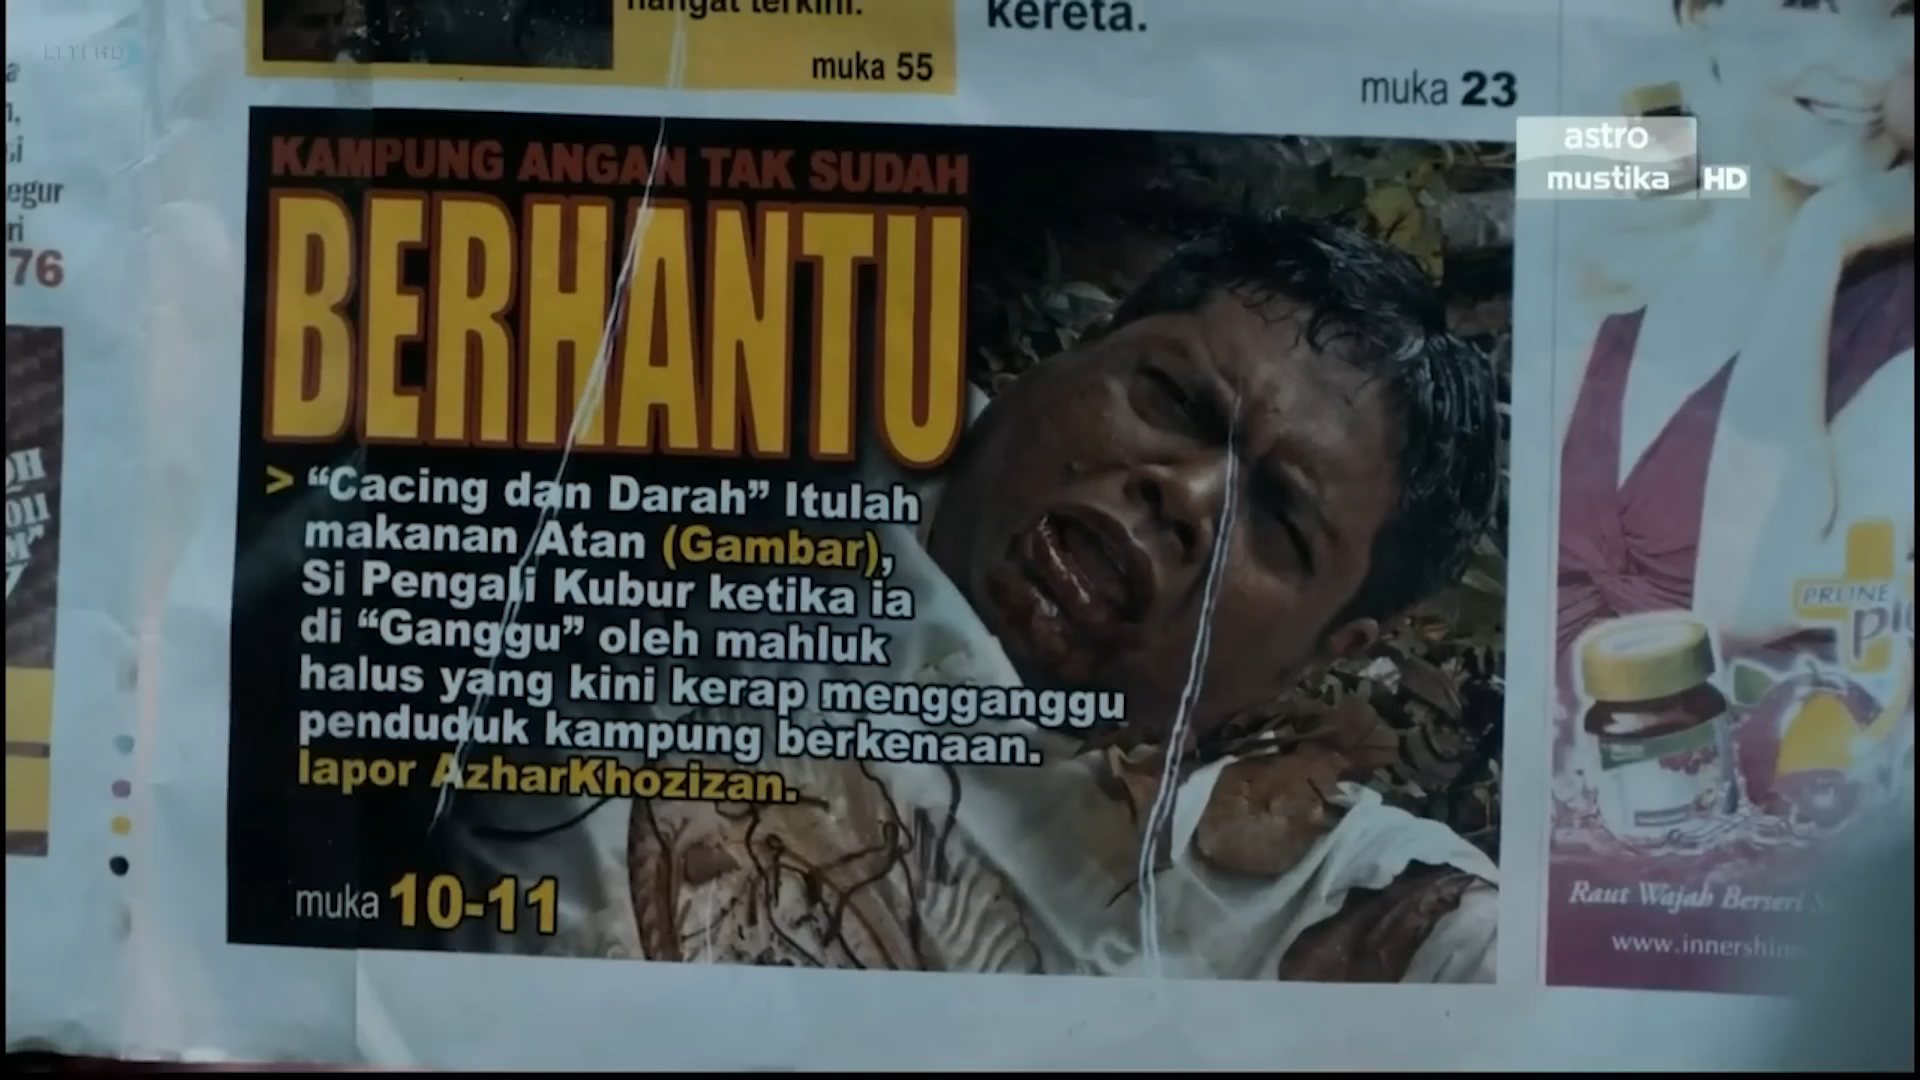 hangat terkini.
muka 55
kereta.
muka 23
egur
ri
76
astro
mustika HD
KAMPUNG ANGAN TAK SUDAH
BERHANTU
> “Cacing dan Darah” Itulah
makanan Atan (Gambar),
Si Pengali Kubur ketika ia
di “Ganggu” oleh mahluk
halus yang kini kerap mengganggu
penduduk kampung berkenaan.
lapor AzharKhozizan.
muka 10-11
PRUNE
Raut Wajah Berseri
www.innershin